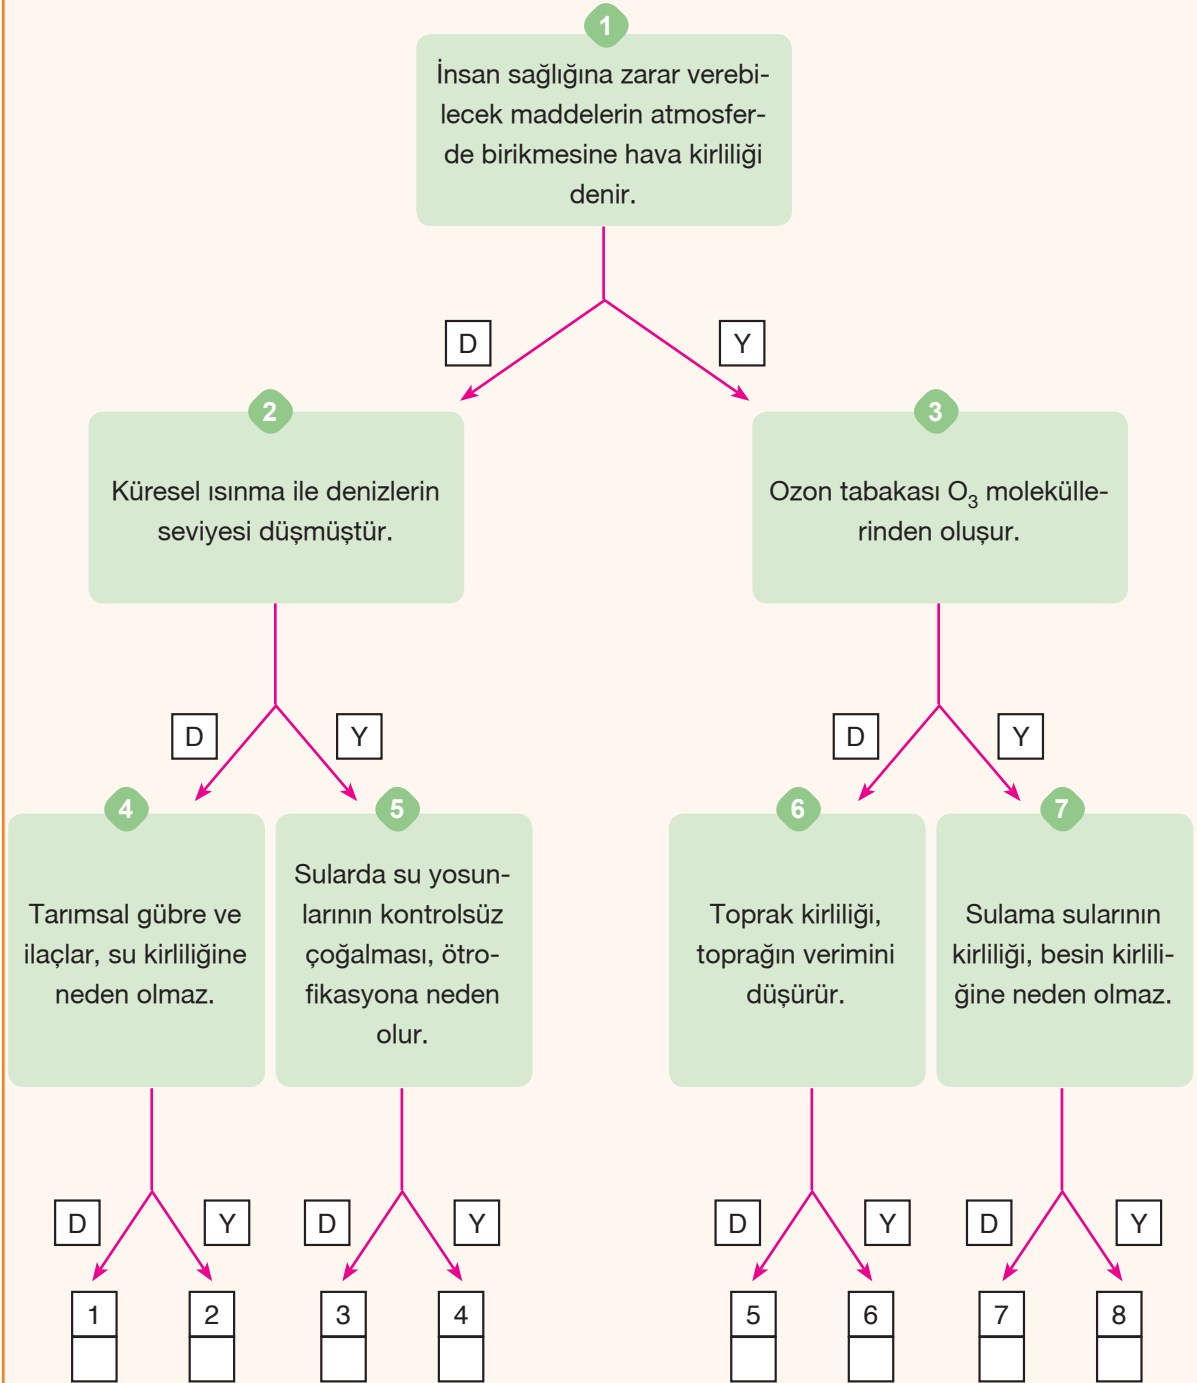 1
İnsan sağlığına zarar verebi-
lecek maddelerin atmosfer-
de birikmesine hava kirliliği
denir.
D
Y
2
Küresel ısınma ile denizlerin
seviyesi düşmüştür.
3
Ozon tabakası O₃ molekülle-
rinden oluşur.
D
Y
D
Y
4
Tarımsal gübre ve
ilaçlar, su kirliliğine
neden olmaz.
5
Sularda su yosun-
larının kontrolsüz
çoğalması, ötro-
fikasyona neden
olur.
6
Toprak kirliliği,
toprağın verimini
düşürür.
7
Sulama sularının
kirliliği, besin kirlili-
ğine neden olmaz.
D
Y
D
Y
D
Y
D
Y
1
2
3
4
5
6
7
8